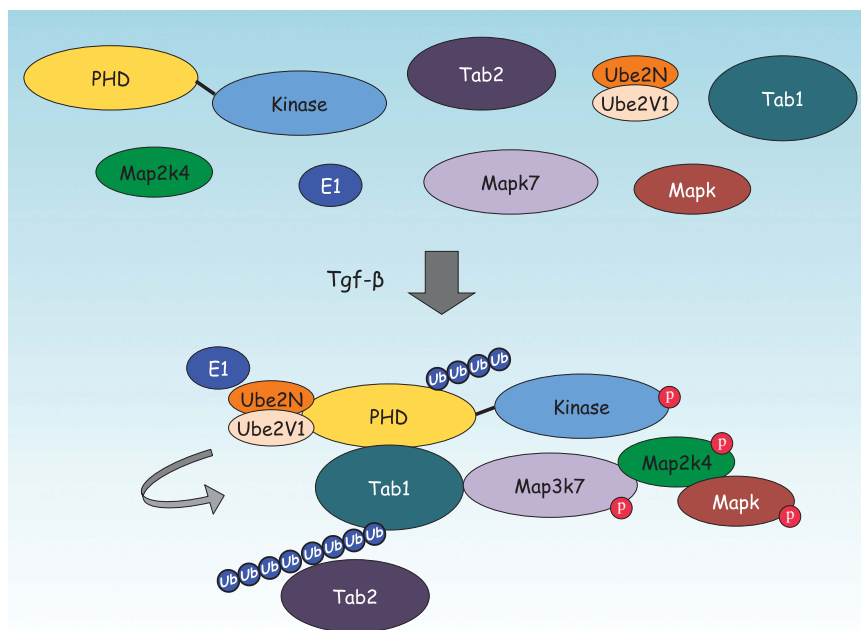 PHD
Kinase
Tab2
Ube2N
Ube2V1
Tab1
Map2k4
E1
Mapk7
Mapk
Tgf-β
E1
Ube2N
Ube2V1
PHD
Ub Ub Ub Ub
Kinase
P
Tab1
Map3k7
P
Map2k4
P
Mapk
P
Ub Ub Ub Ub Ub Ub Ub Ub
Tab2